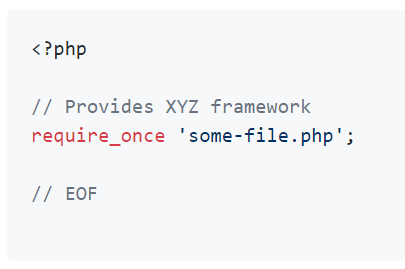 <?php
// Provides XYZ framework
require_once 'some-file.php';
// EOF